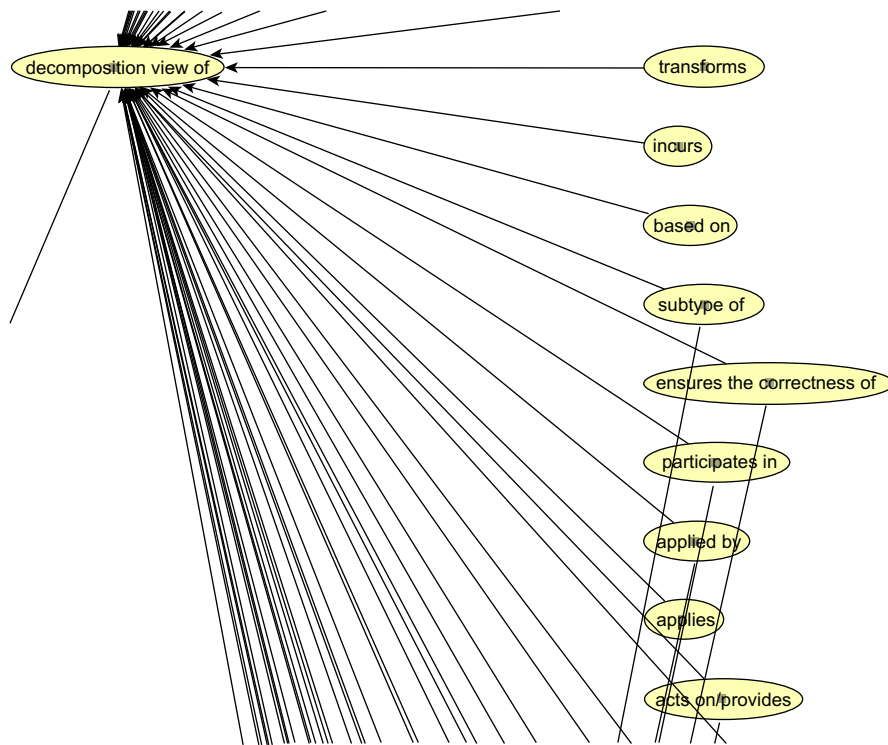 decomposition view of
transforms
incurs
based on
subtype of
ensures the correctness of
participates in
applied by
applies
acts on/provides